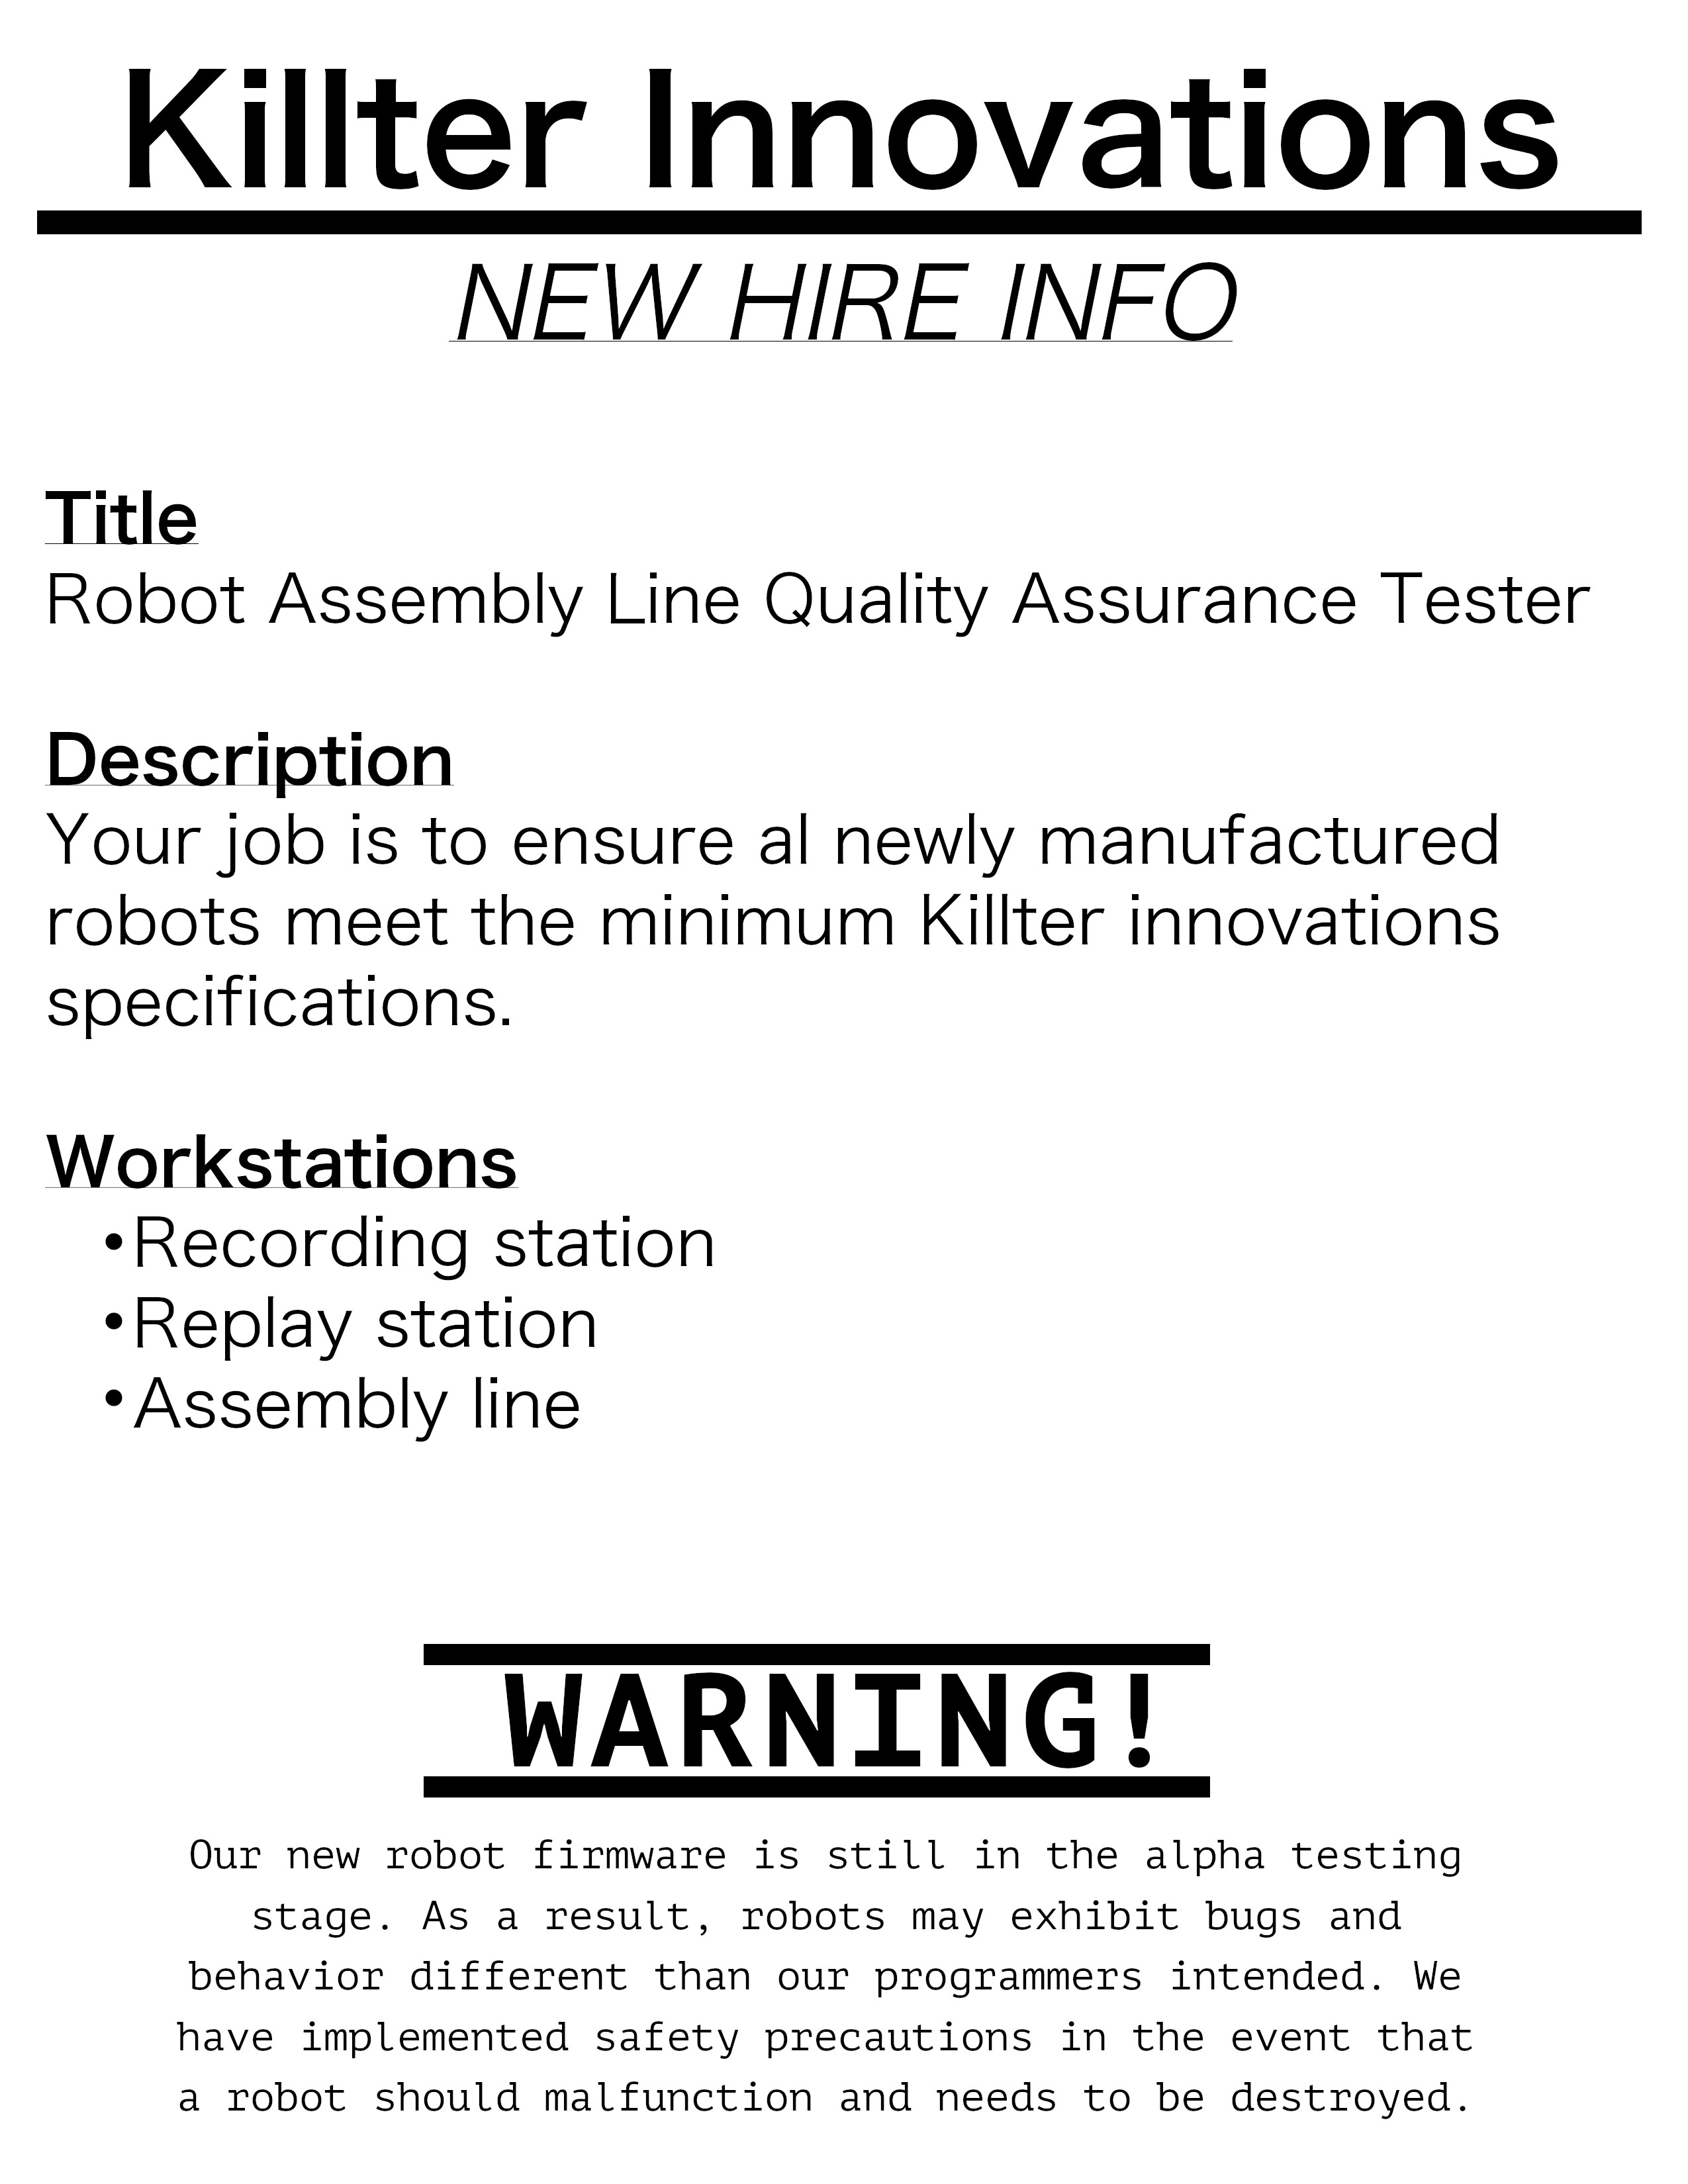 Killter Innovations
NEW HIRE INFO
Title
Robot Assembly Line Quality Assurance Tester
Description
Your job is to ensure al newly manufactured
robots meet the minimum Killter innovations
specifications.
Workstations
•Recording station
•Replay station
•Assembly line
WARNING!
Our new robot firmware is still in the alpha testing
stage. As a result, robots may exhibit bugs and
behavior different than our programmers intended. We
have implemented safety precautions in the event that
a robot should malfunction and needs to be destroyed.